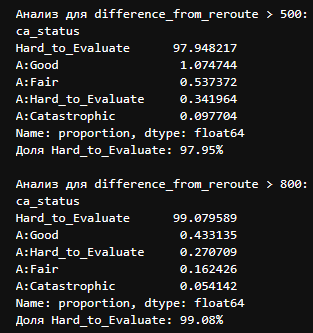 Анализ для difference_from_reroute > 500:
ca_status
Hard_to_Evaluate 97.948217
A:Good 1.074744
A:Fair 0.537372
A:Hard_to_Evaluate 0.341964
A:Catastrophic 0.097704
Name: proportion, dtype: float64
Доля Hard_to_Evaluate: 97.95%
Анализ для difference_from_reroute > 800:
ca_status
Hard_to_Evaluate 99.079589
A:Good 0.433135
A:Hard_to_Evaluate 0.270709
A:Fair 0.162426
A:Catastrophic 0.054142
Name: proportion, dtype: float64
Доля Hard_to_Evaluate: 99.08%